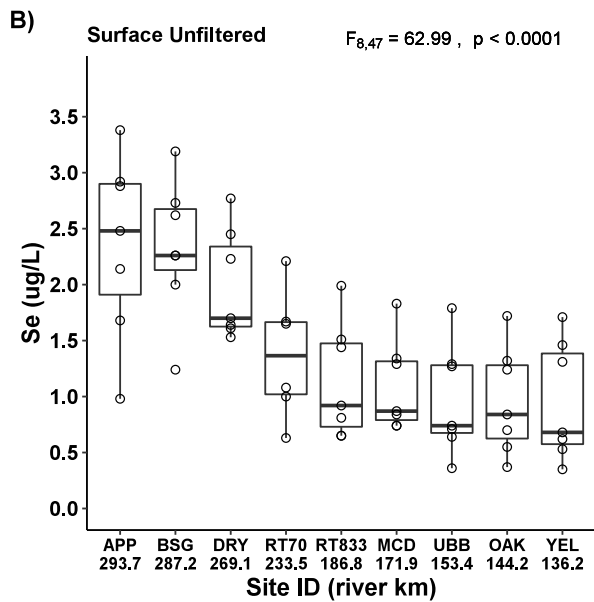 B)
Surface Unfiltered
F8,47 = 62.99 , p < 0.0001
Se (ug/L)
3.5
3.0
2.5
2.0
1.5
1.0
0.5
0.0
APP BSG DRY RT70 RT833 MCD UBB OAK YEL
293.7 287.2 269.1 233.5 186.8 171.9 153.4 144.2 136.2
Site ID (river km)